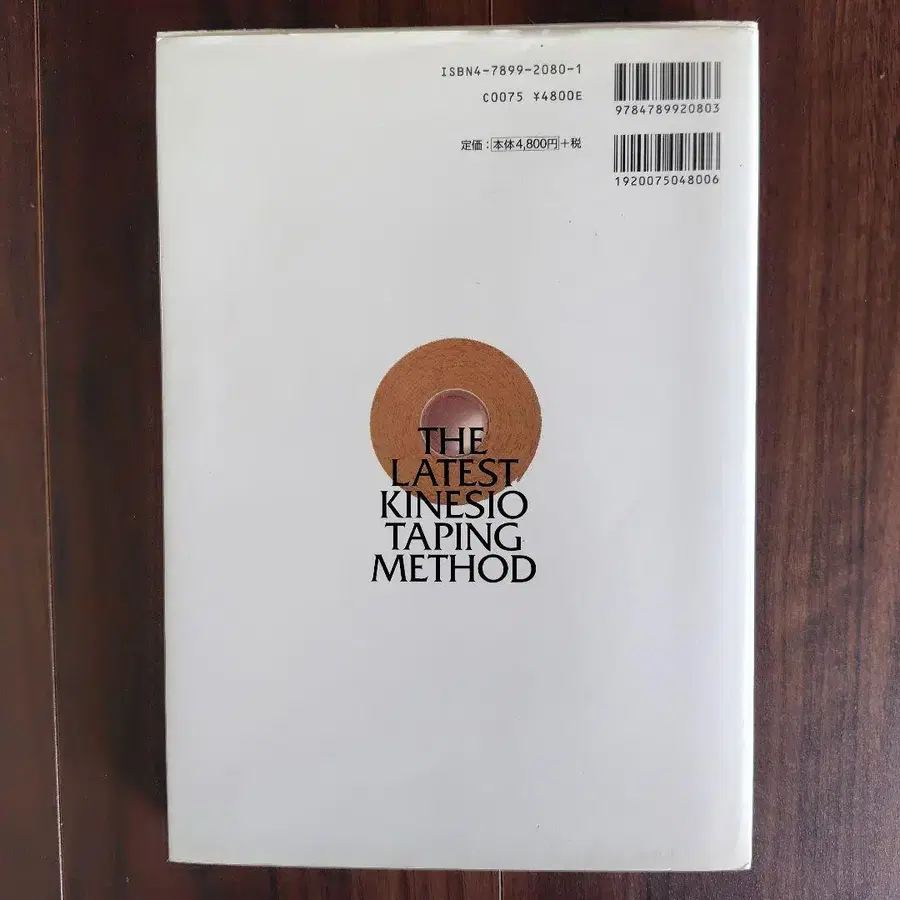 ISBN4-7899-2080-1
C0075 ¥4800E
定価：本体4,800円+税
9784789920803
1920075048006
THE
LATEST
KINESIO
TAPING
METHOD